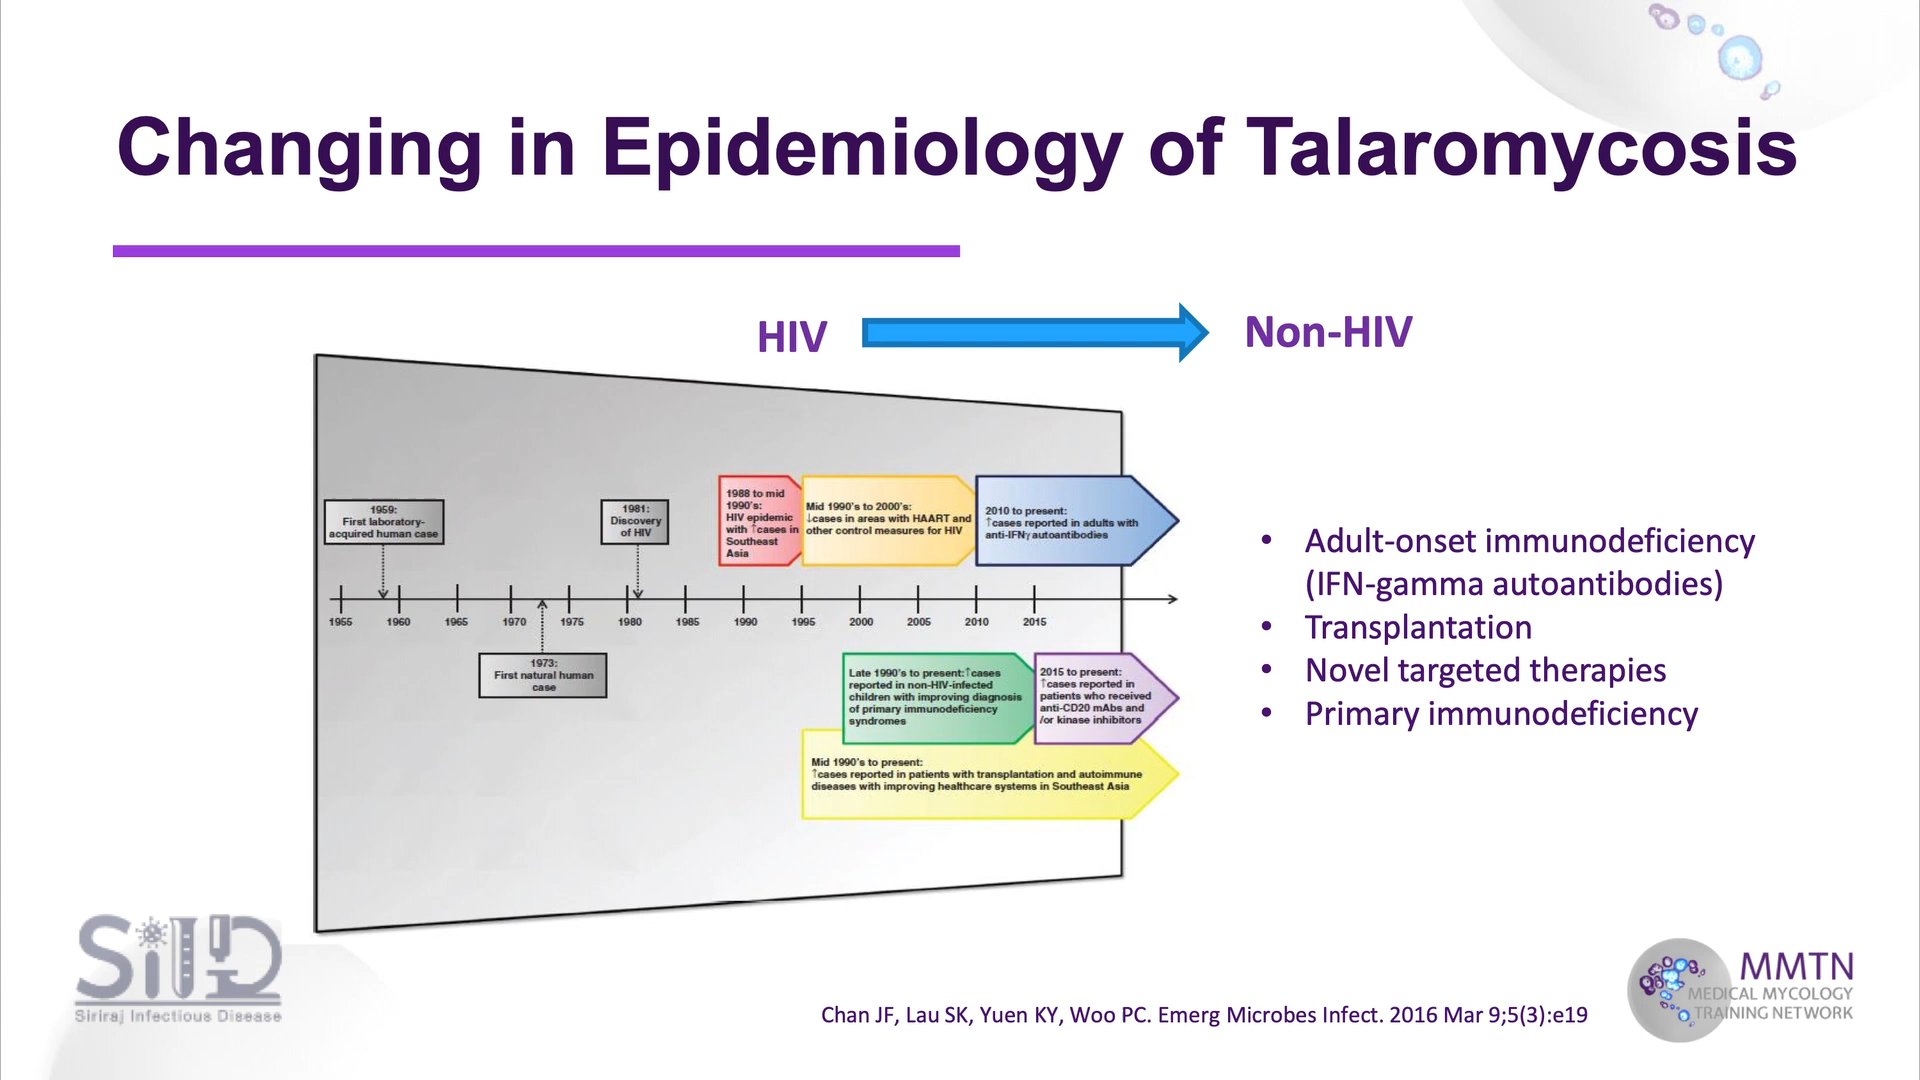 Changing in Epidemiology of Talaromycosis
HIV
Non-HIV
1959:
First laboratory-
acquired human case
1981:
Discovery
of HIV
1988 to mid
1990's:
HIV epidemic
with ↑cases in
Southeast
Asia
Mid 1990's to 2000's:
↓cases in areas with HAART and
other control measures for HIV
2010 to present:
↑cases reported in adults with
anti-IFNγ autoantibodies
1955 1960 1965 1970 1975 1980 1985 1990 1995 2000 2005 2010 2015
1973:
First natural human
case
Late 1990's to present:↑cases
reported in non-HIV-infected
children with improving diagnosis
of primary immunodeficiency
syndromes
2015 to present:
↑cases reported in
patients who received
anti-CD20 mAbs and
/or kinase inhibitors
Mid 1990's to present:
↑cases reported in patients with transplantation and autoimmune
diseases with improving healthcare systems in Southeast Asia
• Adult-onset immunodeficiency
(IFN-gamma autoantibodies)
• Transplantation
• Novel targeted therapies
• Primary immunodeficiency
SiID
Siriraj Infectious Disease
Chan JF, Lau SK, Yuen KY, Woo PC. Emerg Microbes Infect. 2016 Mar 9;5(3):e19
MMTN
MEDICAL MYCOLOGY
TRAINING NETWORK